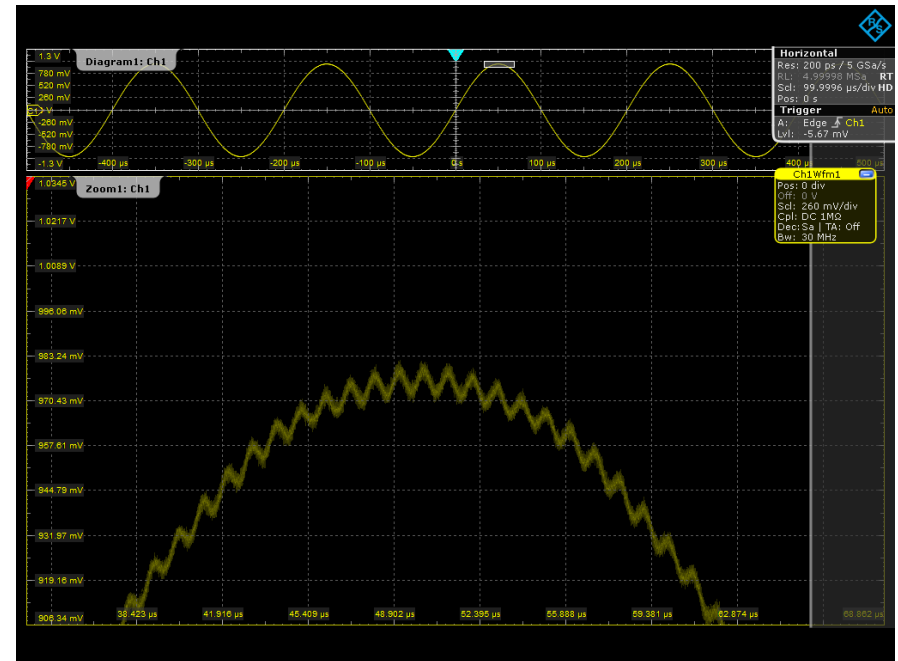 R&S
Diagram1: Ch1
1.3 V
780 mV
520 mV
260 mV
-260 mV
-520 mV
-780 mV
-1.3 V
-400 µs
-300 µs
-200 µs
-100 µs
0 s
100 µs
200 µs
300 µs
400 µs
500 µs
Horizontal
Res: 200 ps / 5 GSa/s
RL: 4.99998 MSa RT
Scl: 99.9996 µs/div HD
Pos: 0 s
Trigger Auto
A: Edge Ch1
Lvl: -5.67 mV
Ch1Wfm1
Pos: 0 div
Off: 0 V
Scl: 260 mV/div
Cpl: DC 1MΩ
Dec: Sa | TA: Off
Bw: 30 MHz
Zoom1: Ch1
1.0345 V
1.0217 V
1.0089 V
996.06 mV
983.24 mV
970.43 mV
957.61 mV
944.79 mV
931.97 mV
919.16 mV
906.34 mV
38.423 µs
41.916 µs
45.409 µs
48.902 µs
52.395 µs
55.888 µs
59.381 µs
62.874 µs